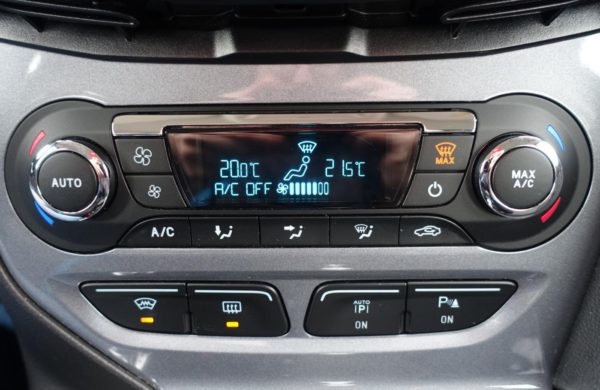 MAX
20.0°C 21.5°C
AUTO
MAX
A/C
A/C OFF
A/C
AUTO
P
ON
P
ON